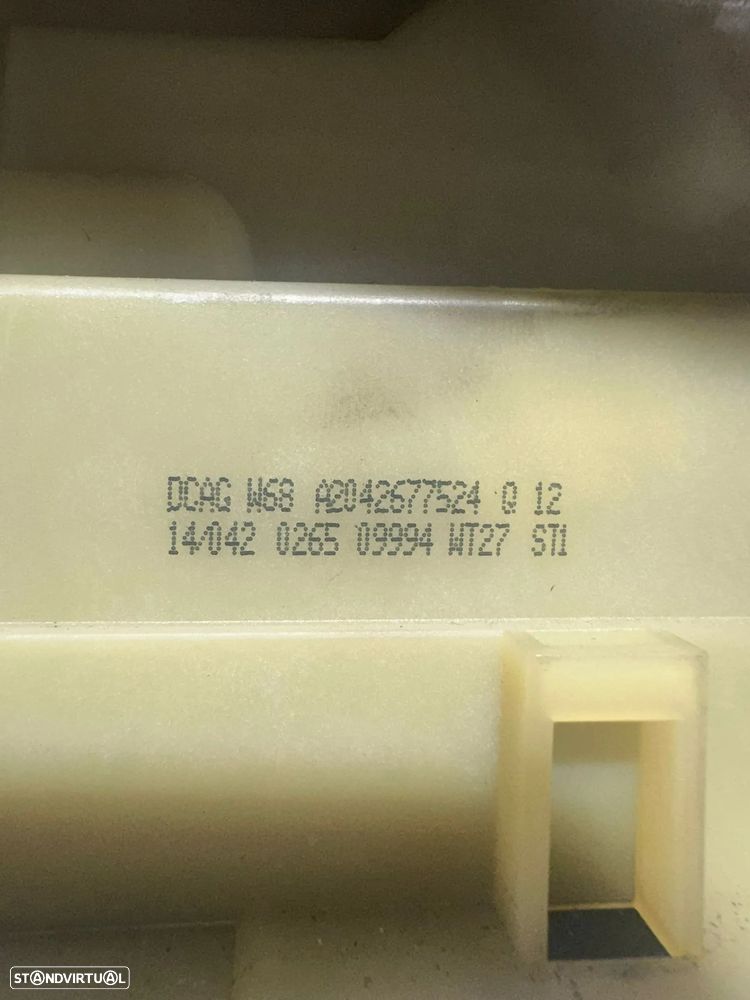 DCAG W68 A2042677524 Q 12
14/042 0265 09994 WT27 ST1
STANDVIRTUAL